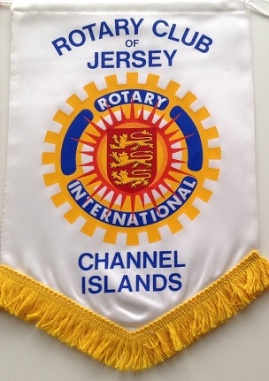 ROTARY CLUB
OF
JERSEY
ROTARY
INTERNATIONAL
CHANNEL
ISLANDS